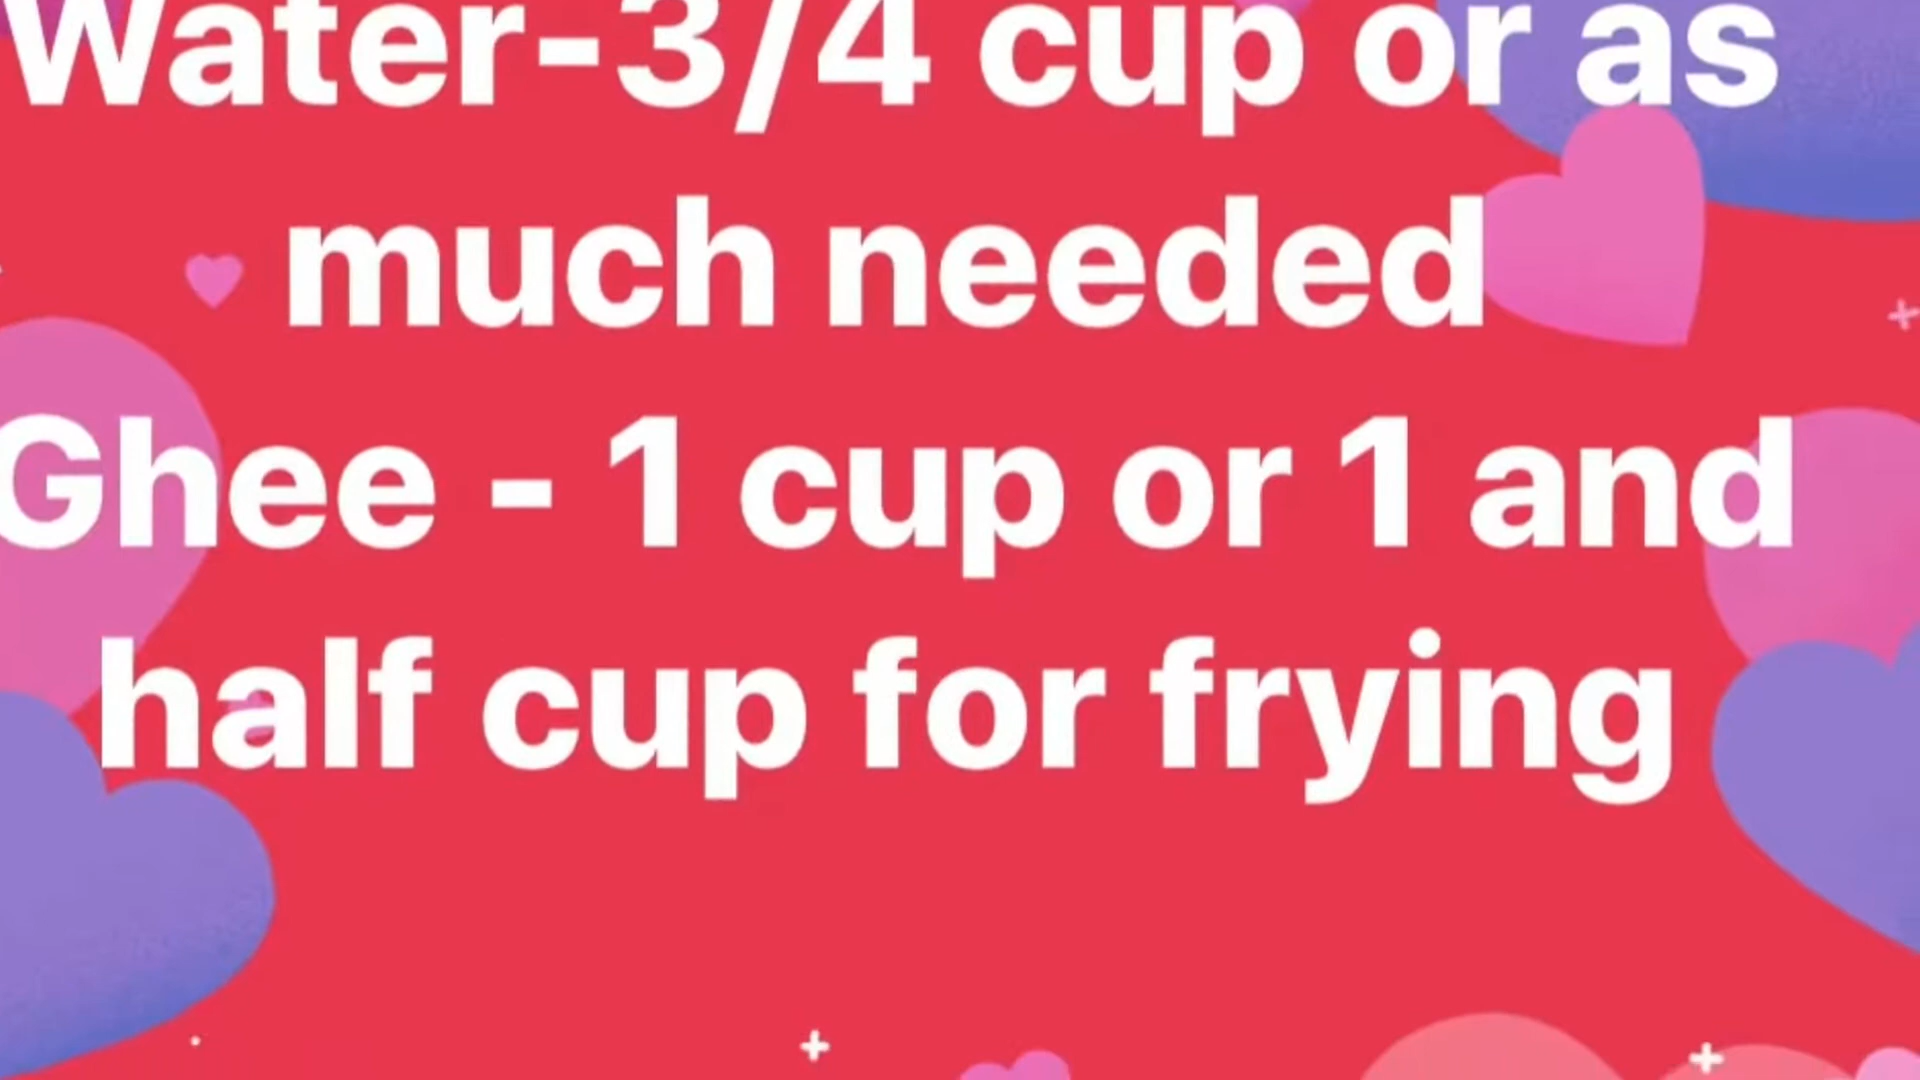 Water-3/4 cup or as
much needed
Ghee - 1 cup or 1 and
half cup for frying